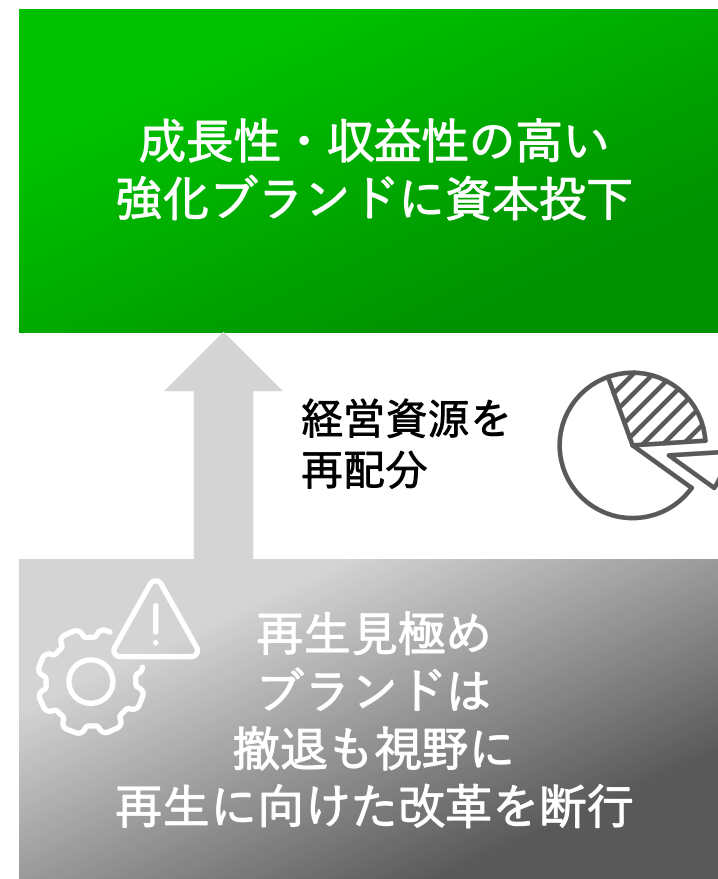 成長性・収益性の高い
強化ブランドに資本投下
経営資源を
再配分
再生見極め
ブランドは
撤退も視野に
再生に向けた改革を断行